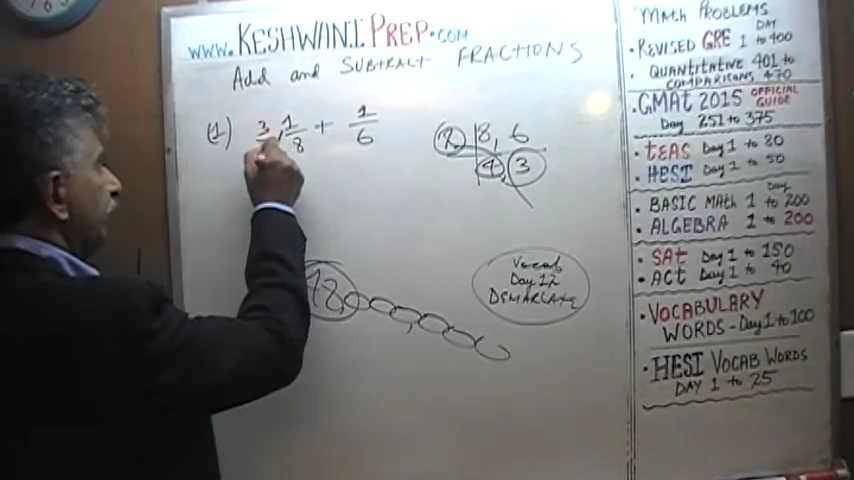 www.KESHWANI PREP.com
Add and SUBTRACT FRACTIONS
(1) 3 1/8 + 1/6
2 8, 6
4, 3
Vocab
Day 12
DEMARCATE
MATH PROBLEMS
• REVISED GRE DAY 1 to 400
• QUANTITATIVE 401 to
COMPARISONS, 470
• GMAT 2015 OFFICIAL GUIDE
Day 251 to 375
• TEAS Day 1 to 80
• HESI Day 1 to 50
• BASIC MATH Day 1 to 200
• ALGEBRA 1 to 200
• SAT Day 1 to 150
• ACT Day 1 to 40
• VOCABULARY
WORDS - Day 1 to 100
• HESI VOCAB WORDS
DAY 1 to 25